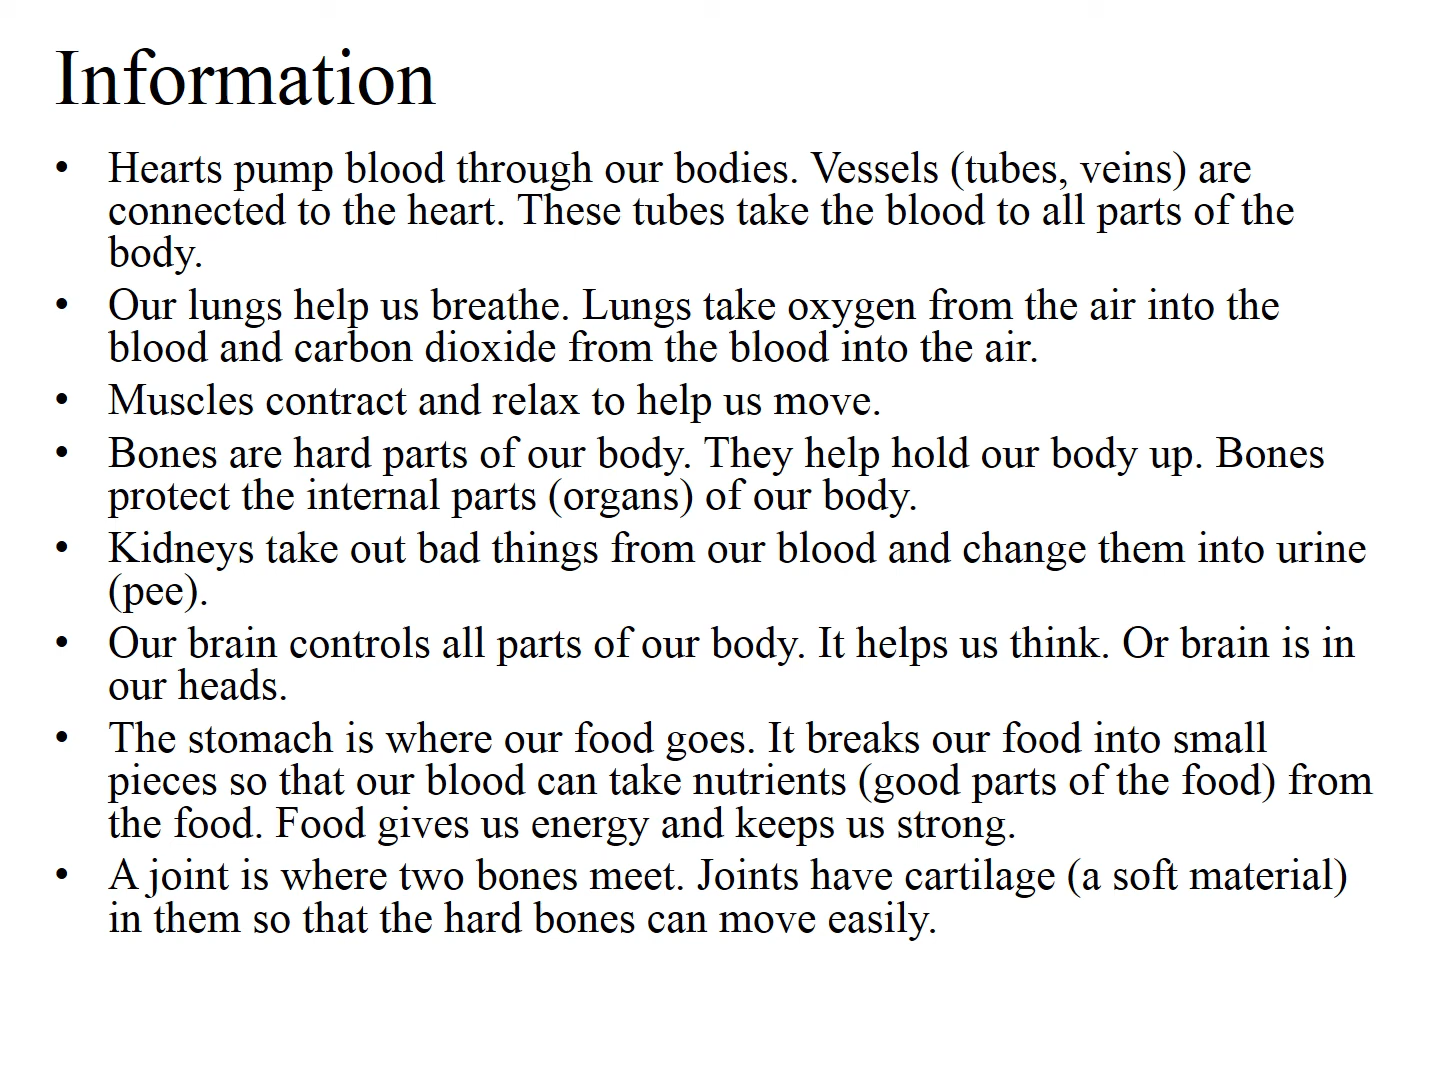 Information
• Hearts pump blood through our bodies. Vessels (tubes, veins) are
connected to the heart. These tubes take the blood to all parts of the
body.
• Our lungs help us breathe. Lungs take oxygen from the air into the
blood and carbon dioxide from the blood into the air.
• Muscles contract and relax to help us move.
• Bones are hard parts of our body. They help hold our body up. Bones
protect the internal parts (organs) of our body.
• Kidneys take out bad things from our blood and change them into urine
(pee).
• Our brain controls all parts of our body. It helps us think. Or brain is in
our heads.
• The stomach is where our food goes. It breaks our food into small
pieces so that our blood can take nutrients (good parts of the food) from
the food. Food gives us energy and keeps us strong.
• A joint is where two bones meet. Joints have cartilage (a soft material)
in them so that the hard bones can move easily.